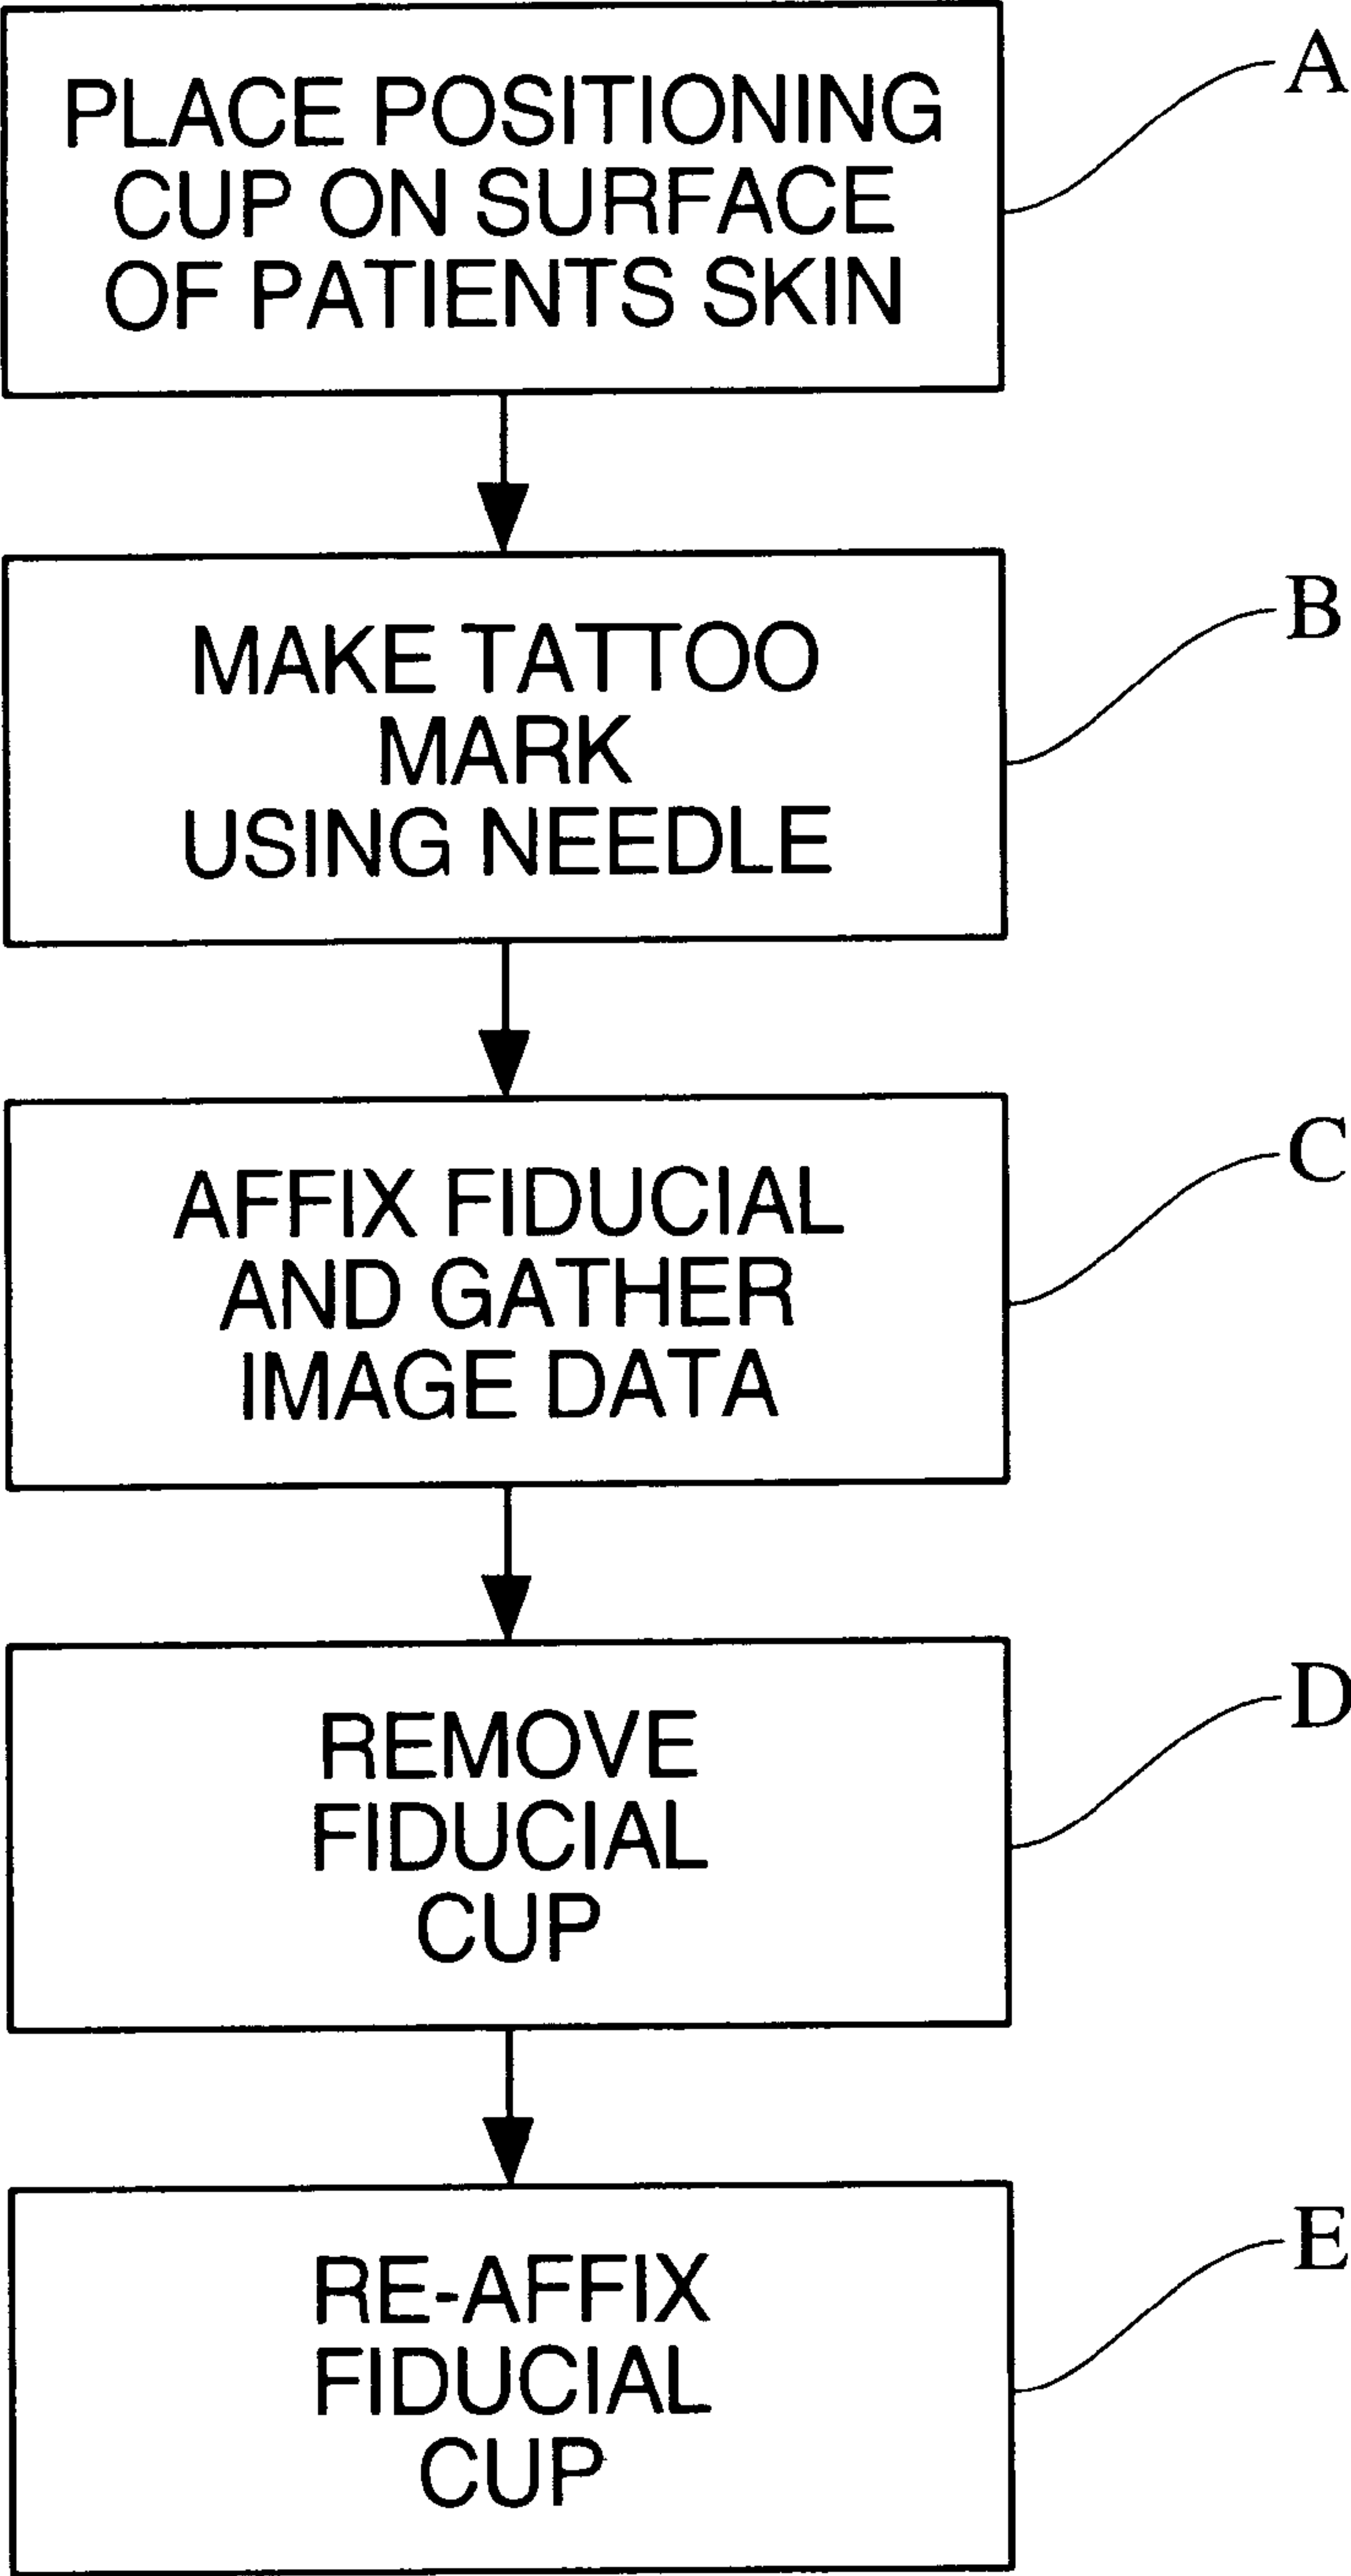 PLACE POSITIONING
CUP ON SURFACE
OF PATIENTS SKIN
A
MAKE TATTOO
MARK
USING NEEDLE
B
AFFIX FIDUCIAL
AND GATHER
IMAGE DATA
C
REMOVE
FIDUCIAL
CUP
D
RE-AFFIX
FIDUCIAL
CUP
E